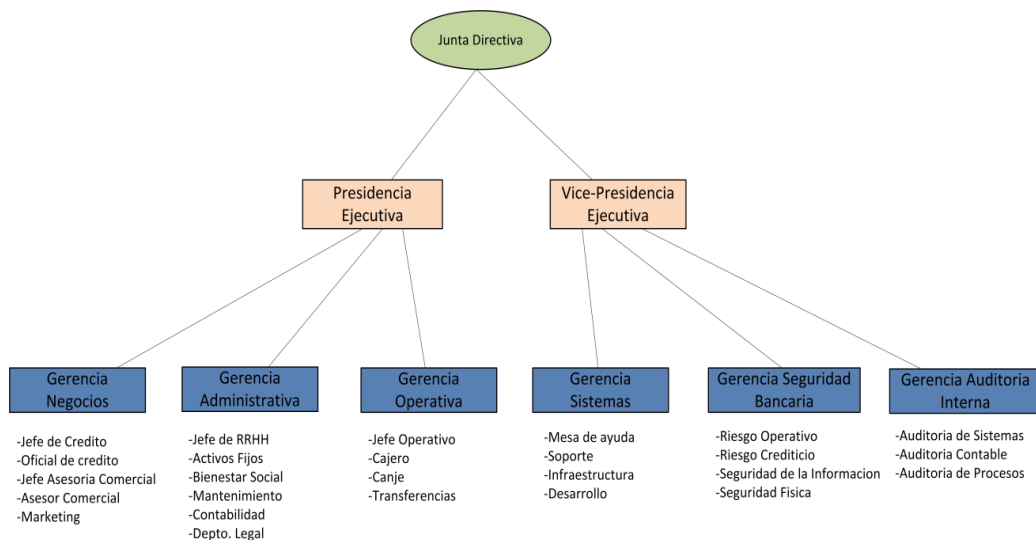 Junta Directiva
Presidencia
Ejecutiva
Vice-Presidencia
Ejecutiva
Gerencia
Negocios
-Jefe de Credito
-Oficial de credito
-Jefe Asesoria Comercial
-Asesor Comercial
-Marketing
Gerencia
Administrativa
-Jefe de RRHH
-Activos Fijos
-Bienestar Social
-Mantenimiento
-Contabilidad
-Depto. Legal
Gerencia
Operativa
-Jefe Operativo
-Cajero
-Canje
-Transferencias
Gerencia
Sistemas
-Mesa de ayuda
-Soporte
-Infraestructura
-Desarrollo
Gerencia Seguridad
Bancaria
-Riesgo Operativo
-Riesgo Crediticio
-Seguridad de la Informacion
-Seguridad Fisica
Gerencia Auditoria
Interna
-Auditoria de Sistemas
-Auditoria Contable
-Auditoria de Procesos